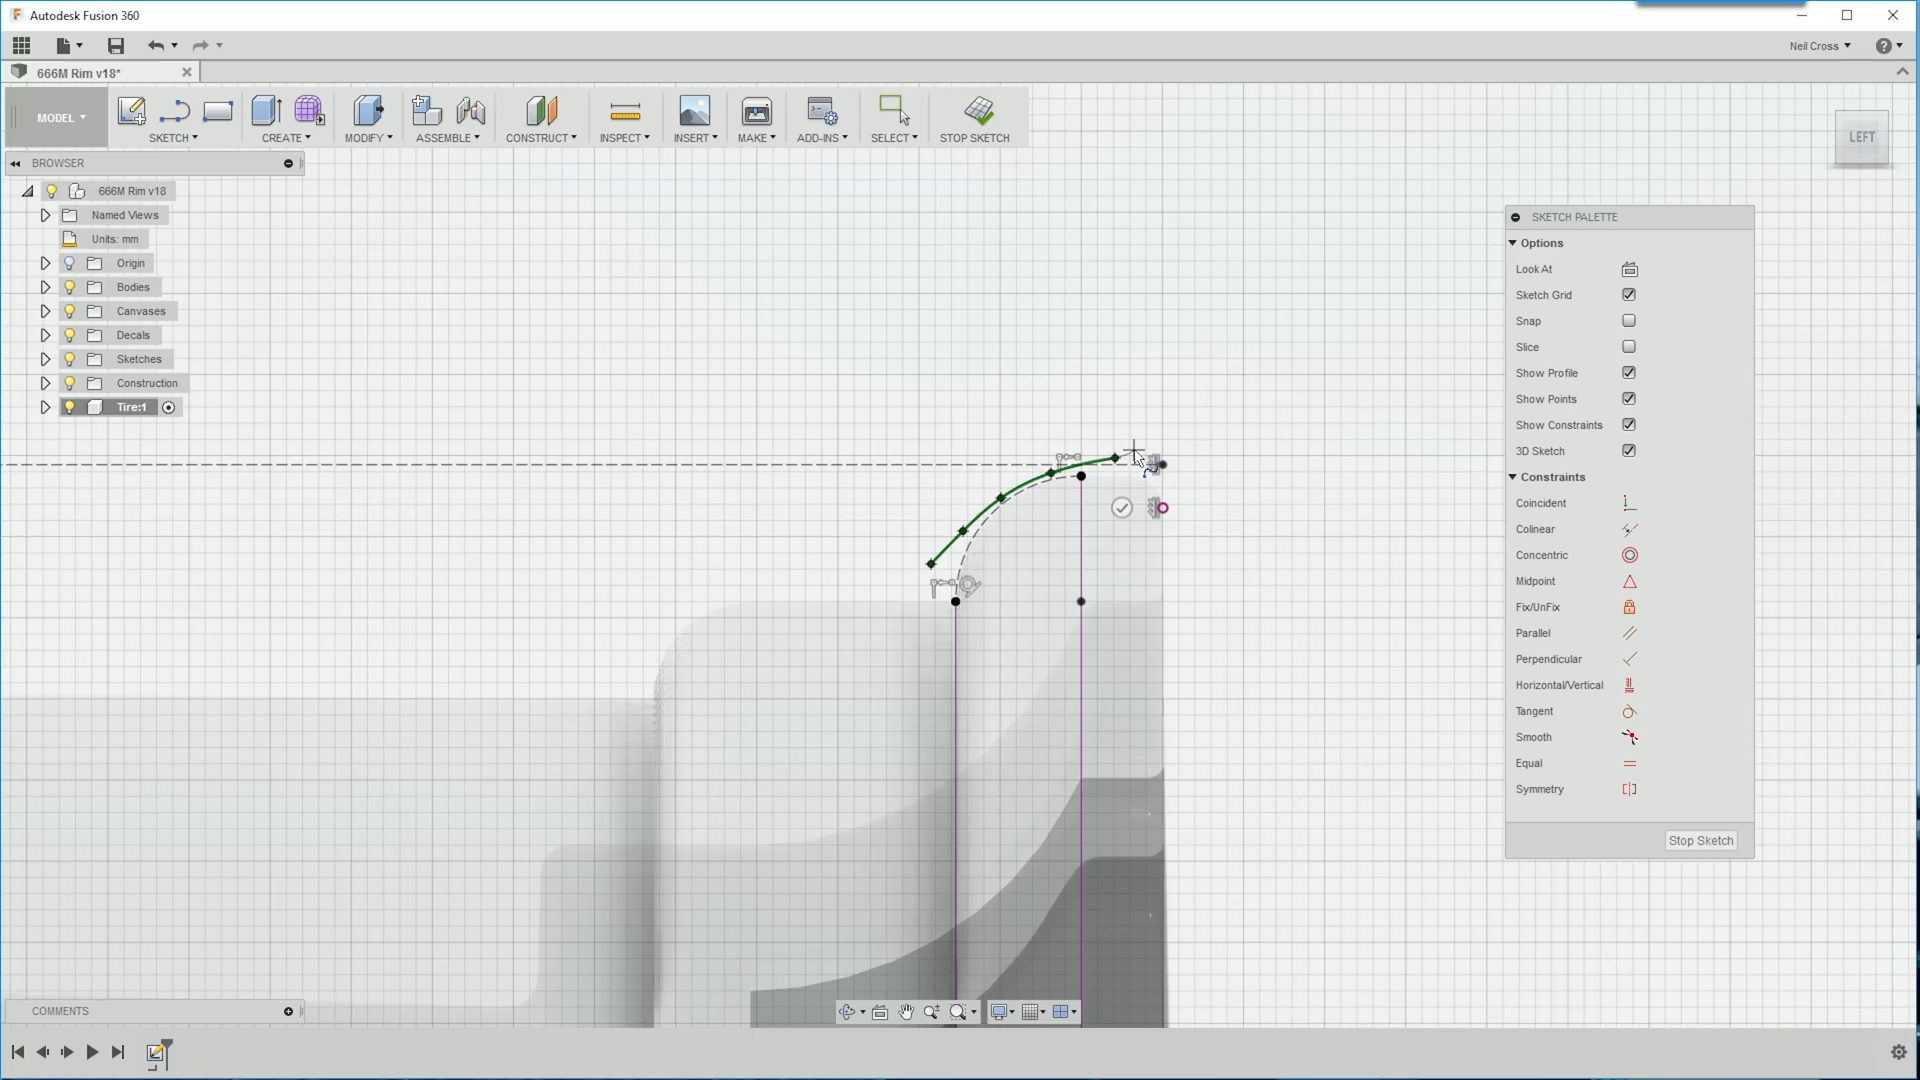 Autodesk Fusion 360
Neil Cross
666M Rim v18*
MODEL
SKETCH
CREATE
MODIFY
ASSEMBLE
CONSTRUCT
INSPECT
INSERT
MAKE
ADD-INS
SELECT
STOP SKETCH
LEFT
BROWSER
666M Rim v18
Named Views
Units: mm
Origin
Bodies
Canvases
Decals
Sketches
Construction
Tire:1
SKETCH PALETTE
Options
Look At
Sketch Grid
Snap
Slice
Show Profile
Show Points
Show Constraints
3D Sketch
Constraints
Coincident
Colinear
Concentric
Midpoint
Fix/UnFix
Parallel
Perpendicular
Horizontal/Vertical
Tangent
Smooth
Equal
Symmetry
Stop Sketch
COMMENTS